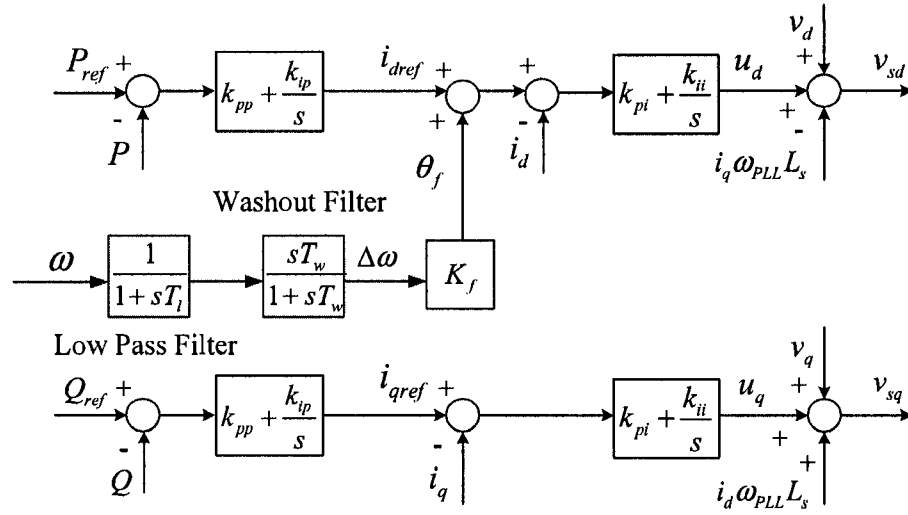 P_ref + - P
k_pp + k_ip/s
i_dref + +
θ_f
+ - i_d
k_pi + k_ii/s
u_d + v_d + - v_sd
i_q ω_PLL L_s
Washout Filter
ω
1/(1+sT_l)
sT_w/(1+sT_w)
Δω
K_f
Low Pass Filter
Q_ref + - Q
k_pp + k_ip/s
i_qref + - i_q
k_pi + k_ii/s
u_q + v_q + + v_sq
i_d ω_PLL L_s